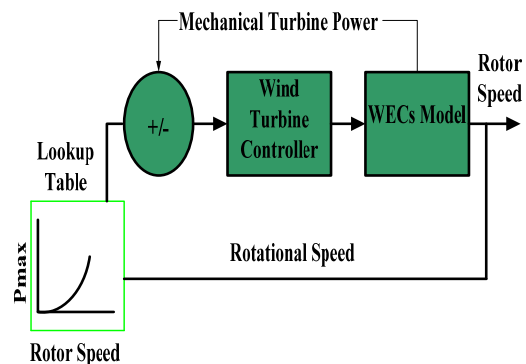 Mechanical Turbine Power
Rotor
Speed
Wind
Turbine
Controller
WECs Model
+/-
Lookup
Table
Pmax
Rotational Speed
Rotor Speed